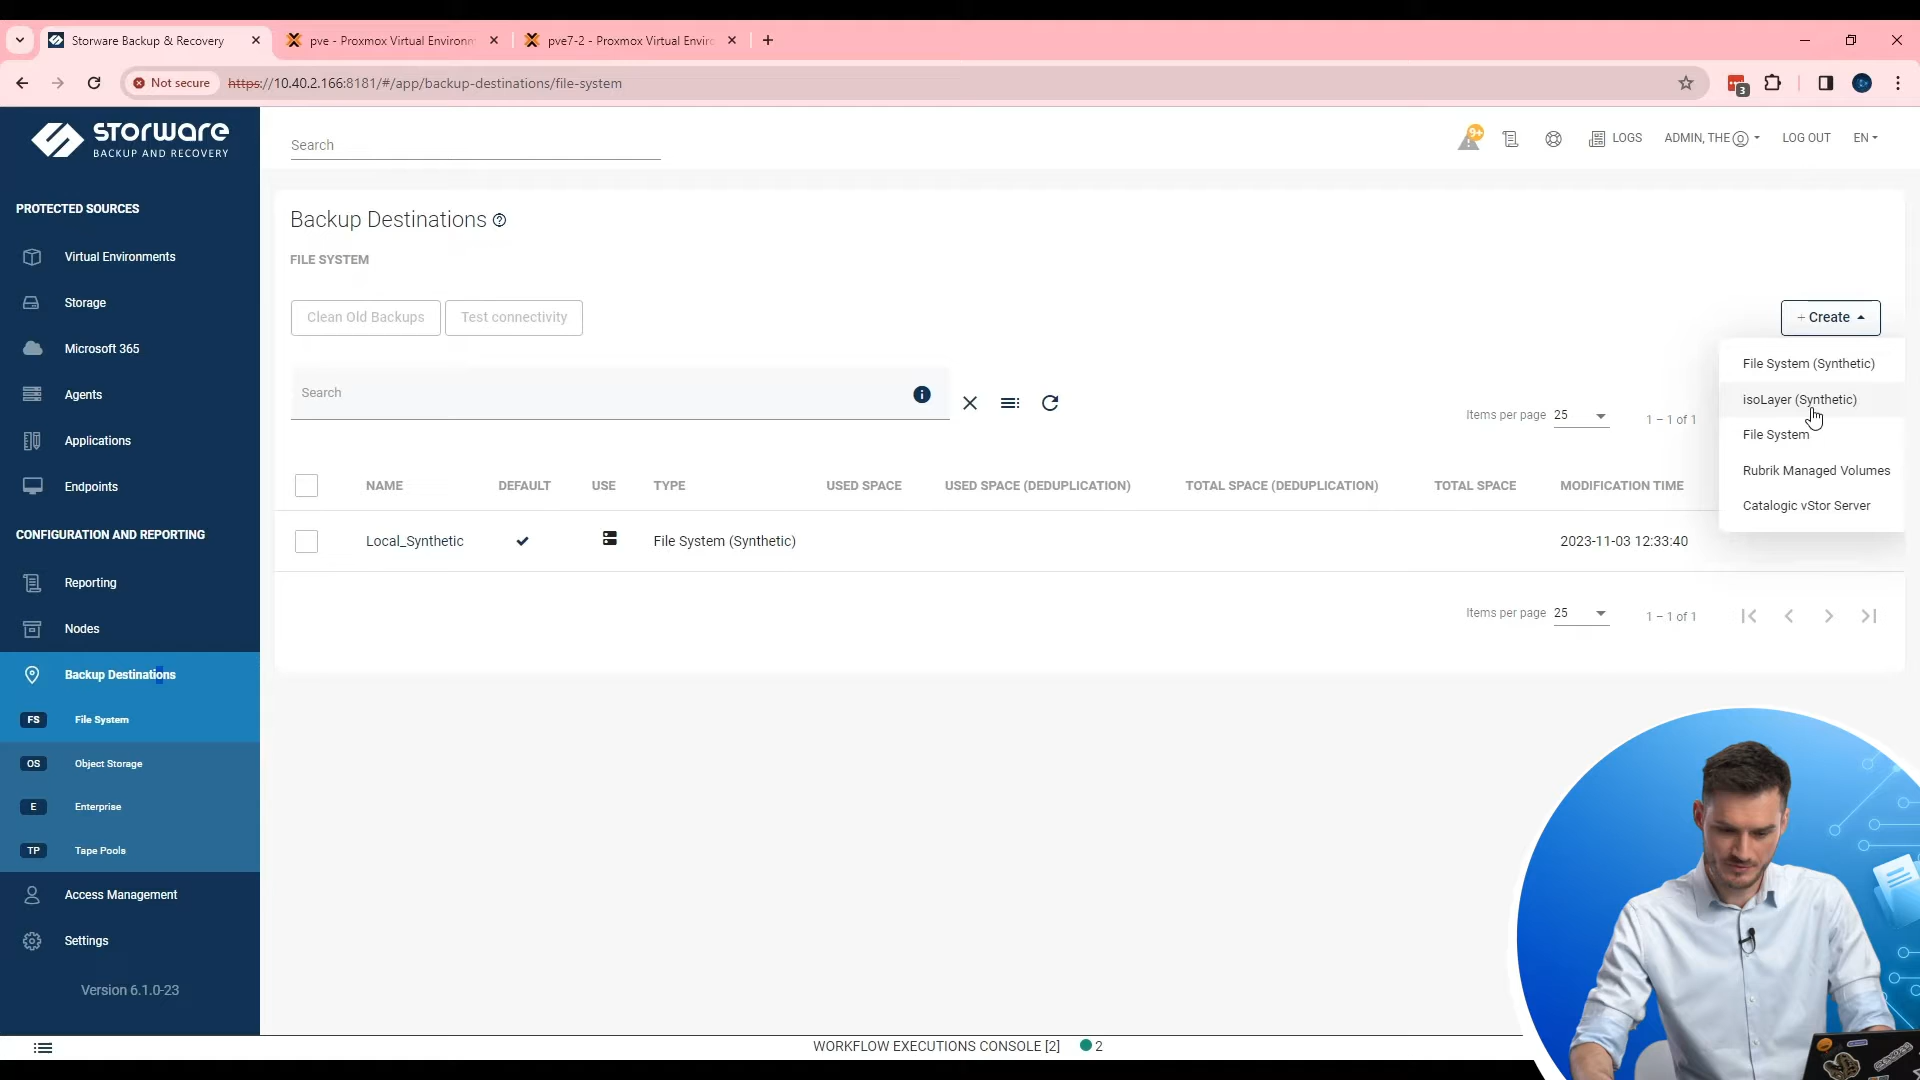 Storware Backup & Recovery
pve - Proxmox Virtual Environm
pve7-2 - Proxmox Virtual Enviro
Not secure
https://10.40.2.166:8181/#/app/backup-destinations/file-system
3
storware
BACKUP AND RECOVERY
Search
9+
LOGS
ADMIN, THE
LOG OUT
EN
PROTECTED SOURCES
Virtual Environments
Storage
Microsoft 365
Agents
Applications
Endpoints
CONFIGURATION AND REPORTING
Reporting
Nodes
Backup Destinations
FS File System
OS Object Storage
E Enterprise
TP Tape Pools
Access Management
Settings
Version 6.1.0-23
Backup Destinations
FILE SYSTEM
Clean Old Backups
Test connectivity
+ Create
File System (Synthetic)
isoLayer (Synthetic)
File System
Rubrik Managed Volumes
Catalogic vStor Server
Search
Items per page 25
1 – 1 of 1
NAME DEFAULT USE TYPE USED SPACE USED SPACE (DEDUPLICATION) TOTAL SPACE (DEDUPLICATION) TOTAL SPACE MODIFICATION TIME
Local_Synthetic File System (Synthetic) 2023-11-03 12:33:40
Items per page 25
1 – 1 of 1
WORKFLOW EXECUTIONS CONSOLE [2] 2